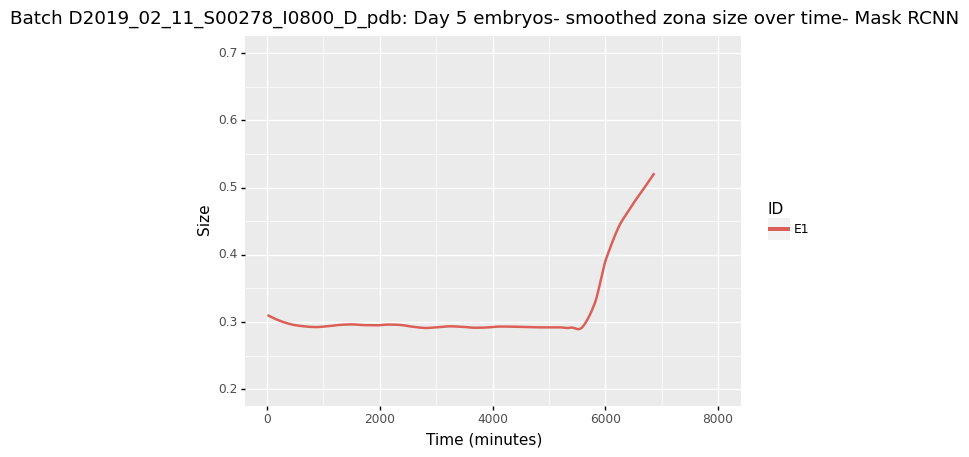 Batch D2019_02_11_S00278_I0800_D_pdb: Day 5 embryos- smoothed zona size over time- Mask RCNN
0.7
0.6
0.5
0.4
0.3
0.2
Size
0 2000 4000 6000 8000
Time (minutes)
ID
E1